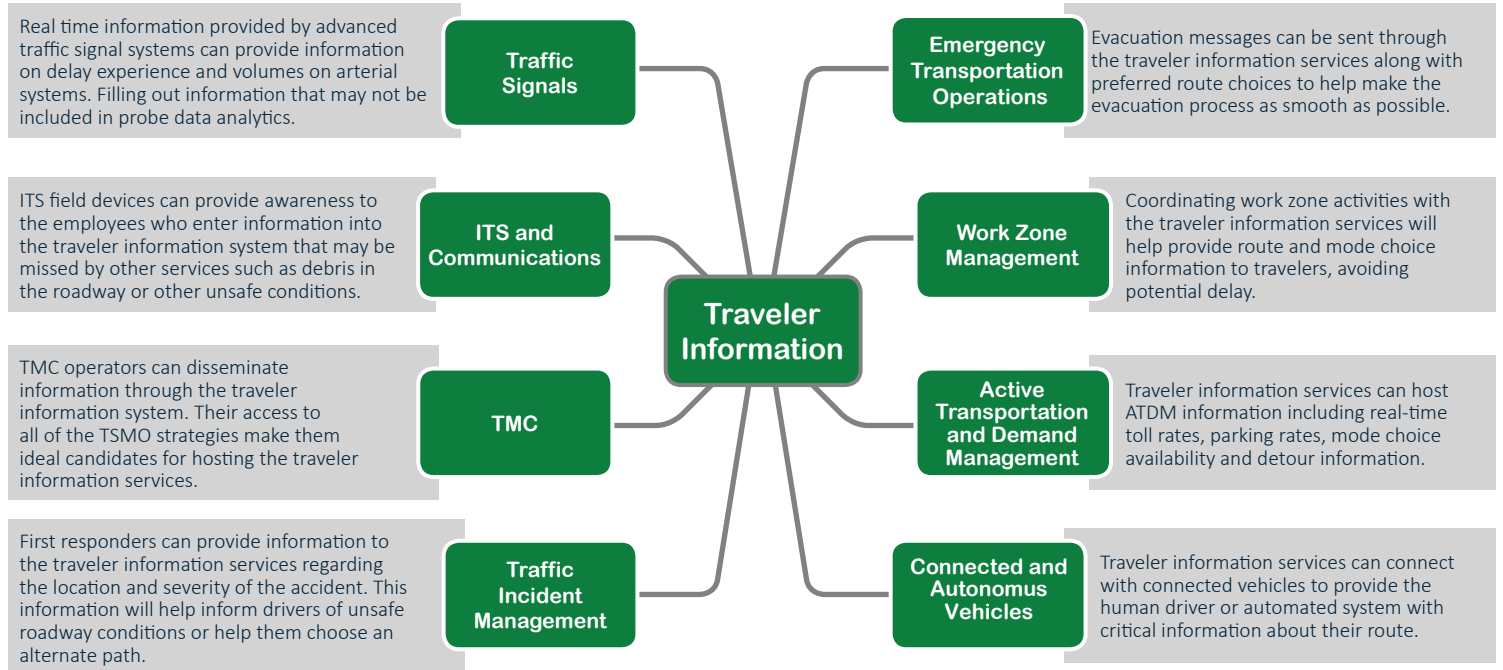 Real time information provided by advanced
traffic signal systems can provide information
on delay experience and volumes on arterial
systems. Filling out information that may not be
included in probe data analytics.
Traffic
Signals
Emergency
Transportation
Operations
Evacuation messages can be sent through
the traveler information services along with
preferred route choices to help make the
evacuation process as smooth as possible.
ITS field devices can provide awareness to
the employees who enter information into
the traveler information system that may be
missed by other services such as debris in
the roadway or other unsafe conditions.
ITS and
Communications
Work Zone
Management
Coordinating work zone activities with
the traveler information services will
help provide route and mode choice
information to travelers, avoiding
potential delay.
Traveler
Information
TMC operators can disseminate
information through the traveler
information system. Their access to
all of the TSMO strategies make them
ideal candidates for hosting the traveler
information services.
TMC
Active
Transportation
and Demand
Management
Traveler information services can host
ATDM information including real-time
toll rates, parking rates, mode choice
availability and detour information.
First responders can provide information to
the traveler information services regarding
the location and severity of the accident. This
information will help inform drivers of unsafe
roadway conditions or help them choose an
alternate path.
Traffic
Incident
Management
Connected and
Autonomus
Vehicles
Traveler information services can connect
with connected vehicles to provide the
human driver or automated system with
critical information about their route.